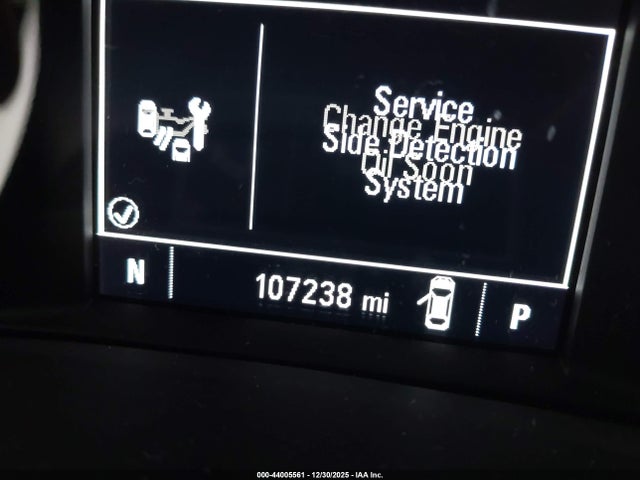 Service
Change Engine
Side Detection
Oil Soon
System
N
107238 mi
P
000-44005561 - 12/30/2025 - IAA Inc.